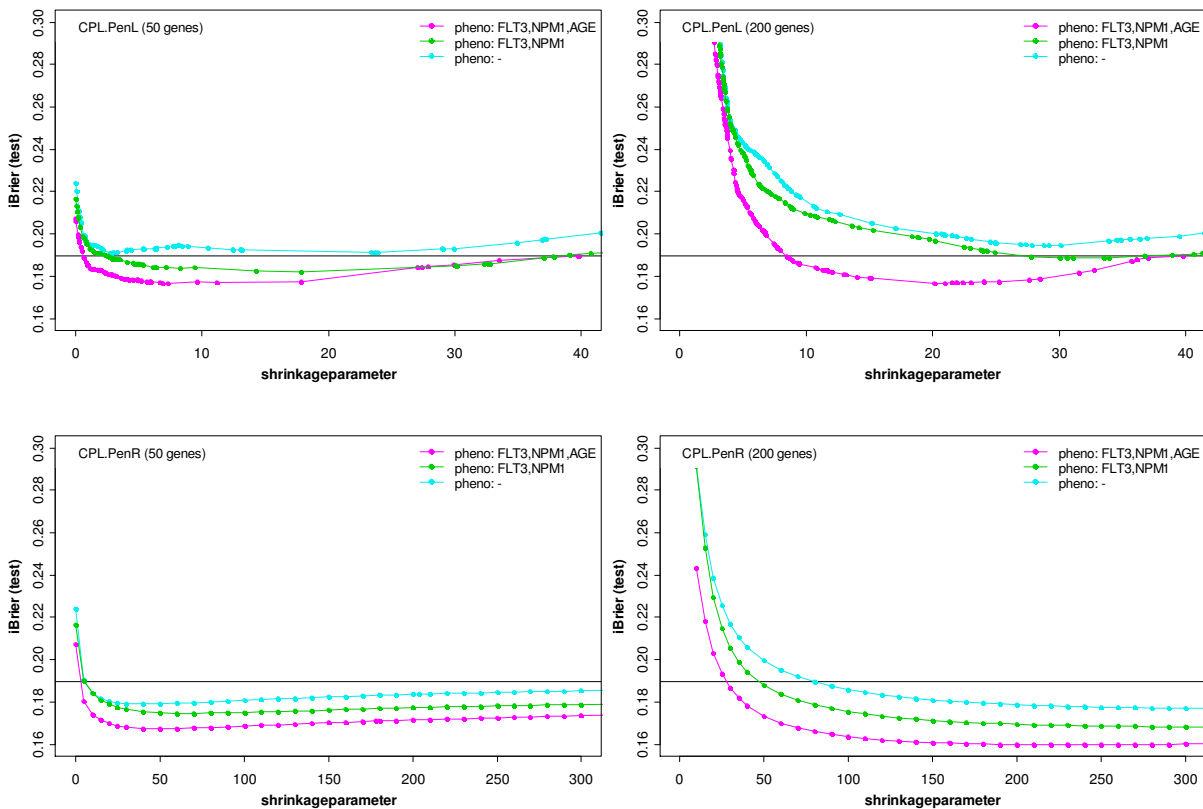 CPL.PenL (50 genes)
pheno: FLT3,NPM1,AGE
pheno: FLT3,NPM1
pheno: -
iBrier (test)
0.30
0.28
0.26
0.24
0.22
0.20
0.18
0.16
0 10 20 30 40
shrinkageparameter
CPL.PenL (200 genes)
pheno: FLT3,NPM1,AGE
pheno: FLT3,NPM1
pheno: -
iBrier (test)
0.30
0.28
0.26
0.24
0.22
0.20
0.18
0.16
0 10 20 30 40
shrinkageparameter
CPL.PenR (50 genes)
pheno: FLT3,NPM1,AGE
pheno: FLT3,NPM1
pheno: -
iBrier (test)
0.30
0.28
0.26
0.24
0.22
0.20
0.18
0.16
0 50 100 150 200 250 300
shrinkageparameter
CPL.PenR (200 genes)
pheno: FLT3,NPM1,AGE
pheno: FLT3,NPM1
pheno: -
iBrier (test)
0.30
0.28
0.26
0.24
0.22
0.20
0.18
0.16
0 50 100 150 200 250 300
shrinkageparameter